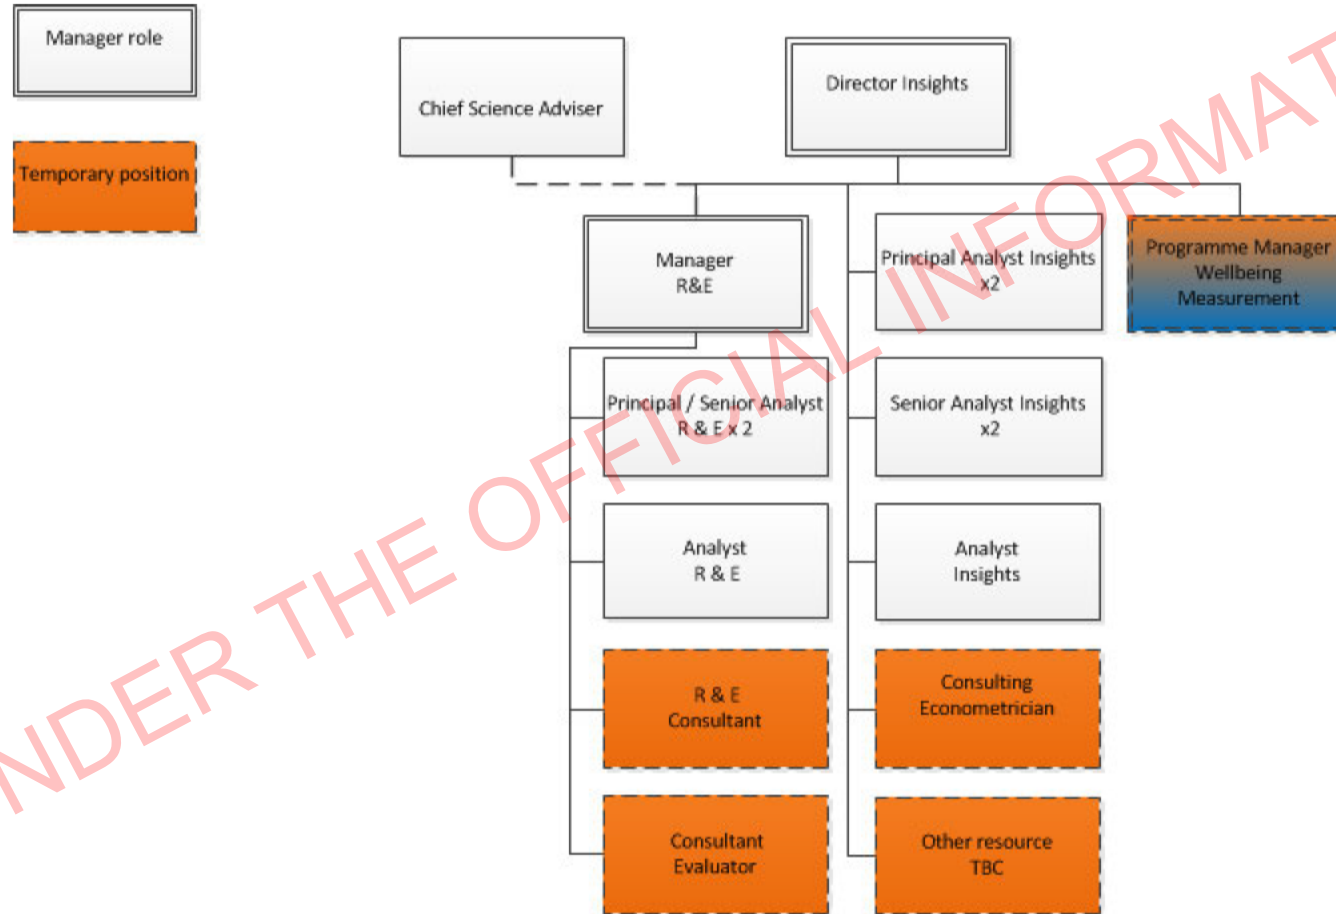 Manager role
Temporary position
Chief Science Adviser
Director Insights
Manager
R&E
Principal Analyst Insights
x2
Programme Manager
Wellbeing
Measurement
Principal / Senior Analyst
R & E x 2
Senior Analyst Insights
x2
Analyst
R & E
Analyst
Insights
R & E
Consultant
Consulting
Econometrician
Consultant
Evaluator
Other resource
TBC
NDER THE OFFICIAL INFORMAT